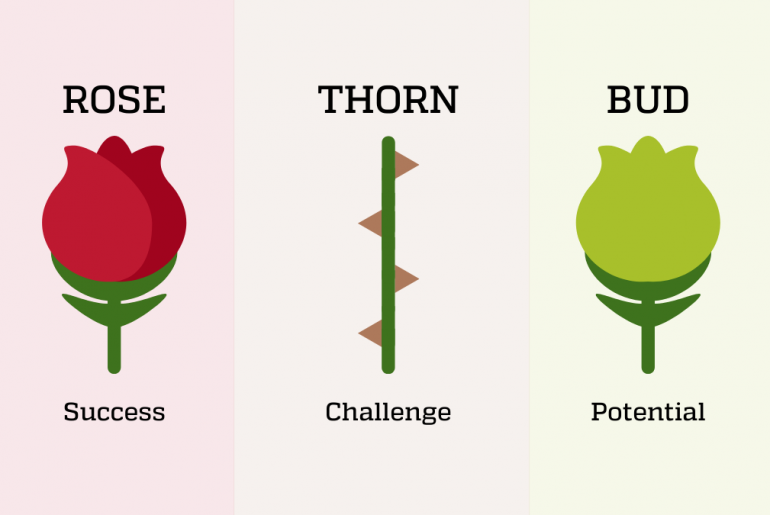 ROSE
THORN
BUD
Success
Challenge
Potential